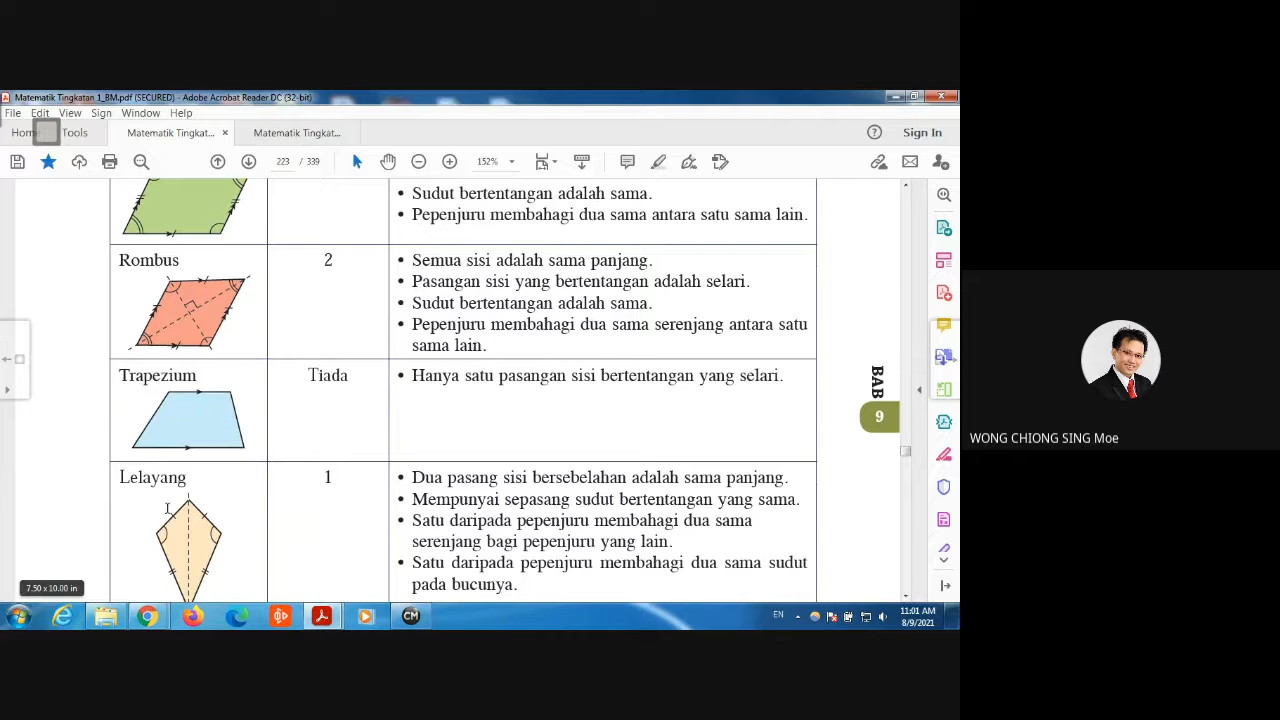 Matematik Tingkatan 1_BM.pdf (SECURED) - Adobe Acrobat Reader DC (32-bit)
File Edit View Sign Window Help
Home Tools Matematik Tingkat... × Matematik Tingkat... Sign In
223 / 339 152%
• Sudut bertentangan adalah sama.
• Pepenjuru membahagi dua sama antara satu sama lain.
Rombus 2 • Semua sisi adalah sama panjang.
• Pasangan sisi yang bertentangan adalah selari.
• Sudut bertentangan adalah sama.
• Pepenjuru membahagi dua sama serenjang antara satu
sama lain.
Trapezium Tiada • Hanya satu pasangan sisi bertentangan yang selari.
BAB
9
WONG CHIONG SING Moe
Lelayang 1 • Dua pasang sisi bersebelahan adalah sama panjang.
• Mempunyai sepasang sudut bertentangan yang sama.
• Satu daripada pepenjuru membahagi dua sama
serenjang bagi pepenjuru yang lain.
• Satu daripada pepenjuru membahagi dua sama sudut
pada bucunya.
7.50 x 10.00 in
CM EN 11:01 AM
8/9/2021